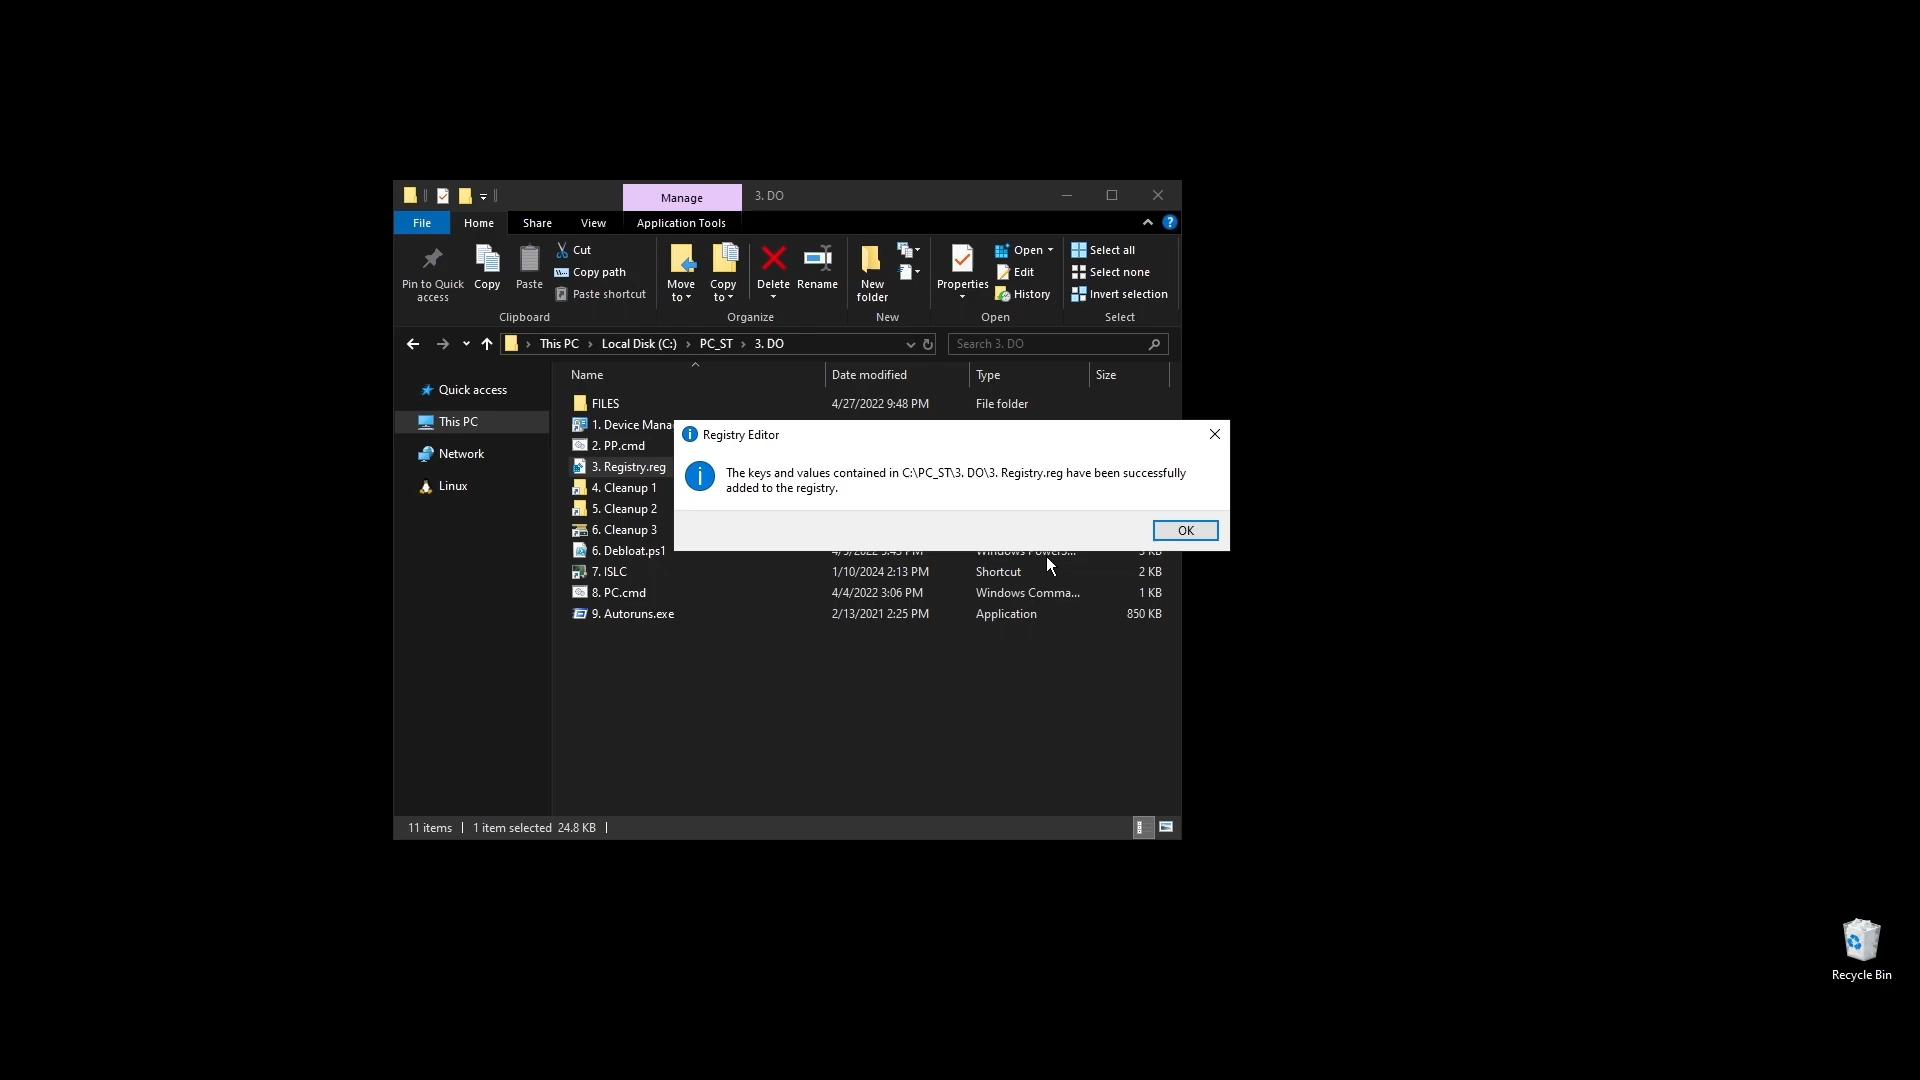 Manage
3. DO
File
Home
Share
View
Application Tools
Pin to Quick
access
Copy
Paste
Cut
Copy path
Paste shortcut
Clipboard
Move
to
Copy
to
Delete
Rename
Organize
New
folder
New
Properties
Open
Edit
History
Open
Select all
Select none
Invert selection
Select
This PC
Local Disk (C:)
PC_ST
3. DO
Search 3. DO
Quick access
This PC
Network
Linux
Name
Date modified
Type
Size
FILES
4/27/2022 9:48 PM
File folder
1. Device Mana
2. PP.cmd
3. Registry.reg
4. Cleanup 1
5. Cleanup 2
6. Cleanup 3
6. Debloat.ps1
7. ISLC
1/10/2024 2:13 PM
Shortcut
2 KB
8. PC.cmd
4/4/2022 3:06 PM
Windows Comma...
1 KB
9. Autoruns.exe
2/13/2021 2:25 PM
Application
850 KB
Registry Editor
The keys and values contained in C:\PC_ST\3. DO\3. Registry.reg have been successfully
added to the registry.
OK
11 items
1 item selected 24.8 KB
Recycle Bin